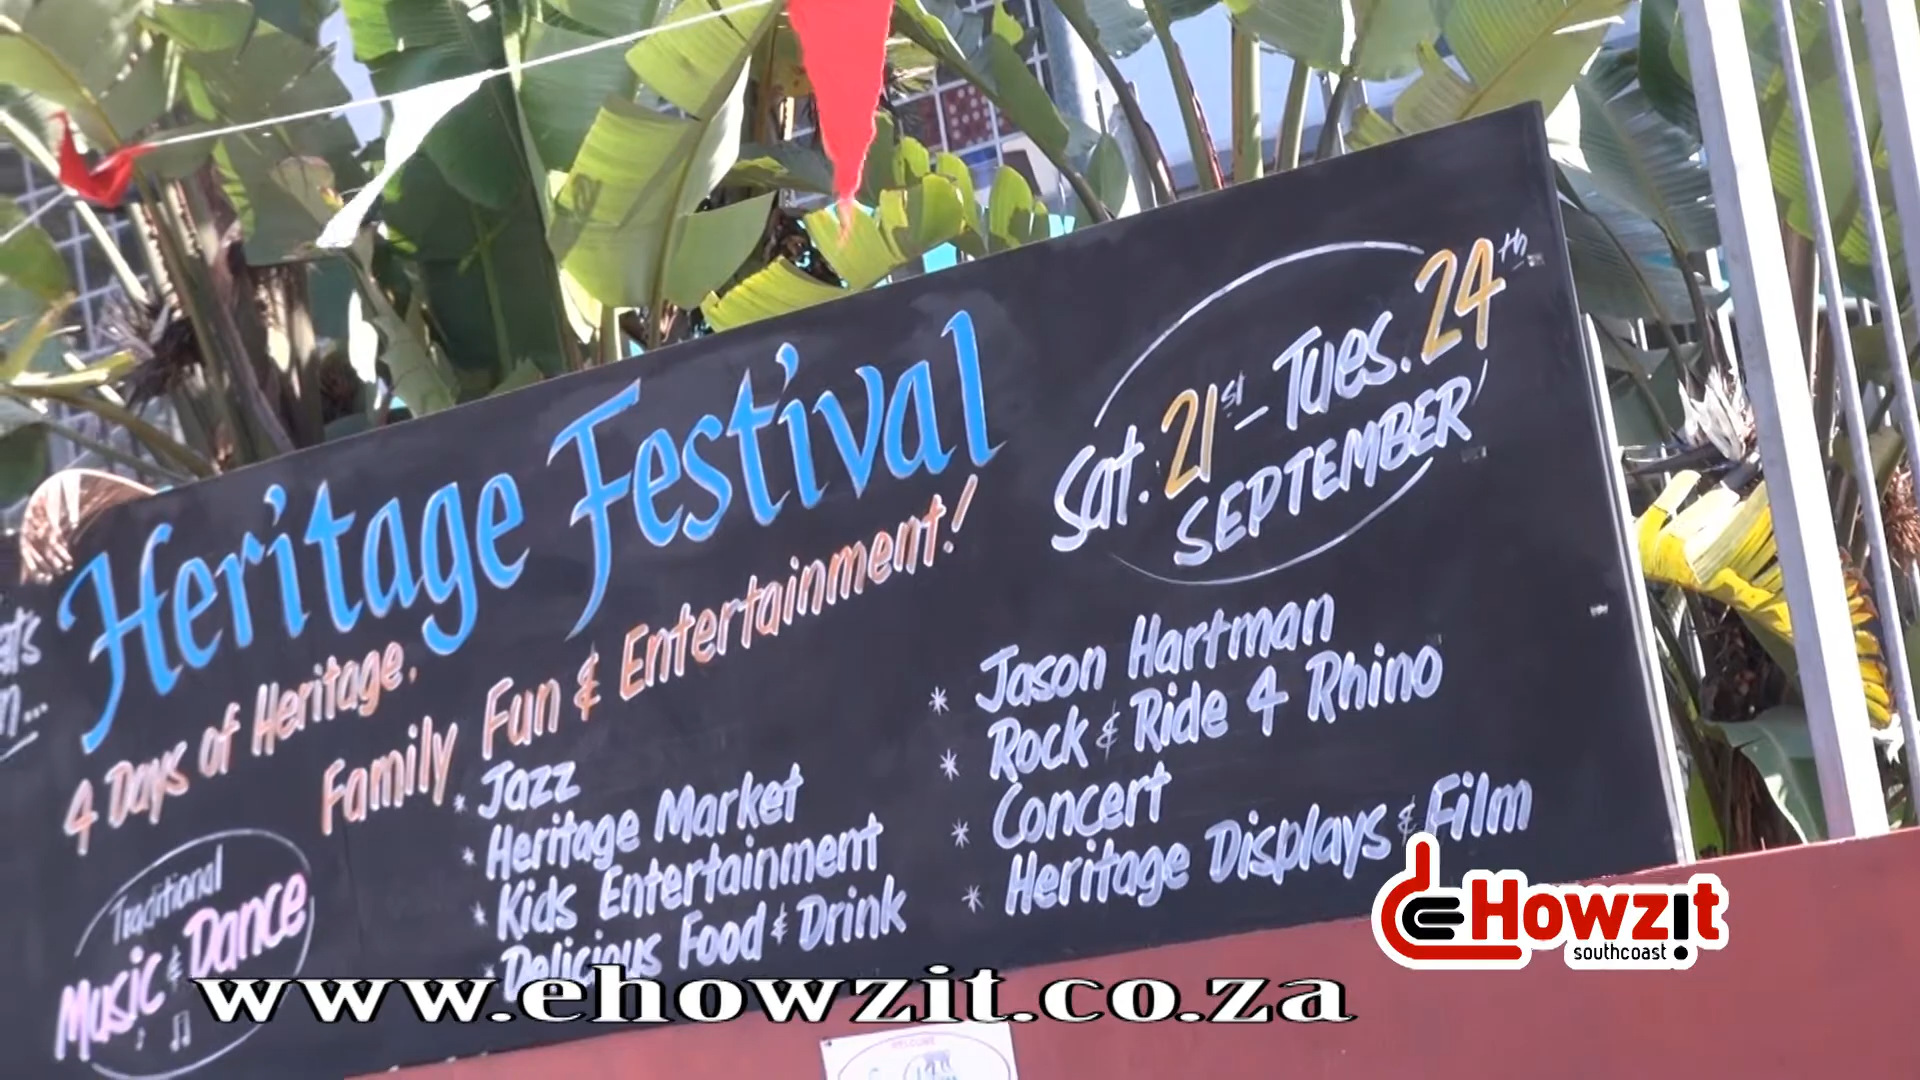 Heritage Festival
Sat. 21st - Tues. 24th
SEPTEMBER
4 Days of Heritage.
Family Fun & Entertainment!
Traditional
Music & Dance
* Jazz
* Heritage Market
* Kids Entertainment
* Delicious Food & Drink
* Jason Hartman
* Rock & Ride 4 Rhino
* Concert
* Heritage Displays & Film
eHowzit
southcoast
www.ehowzit.co.za
WELCOME